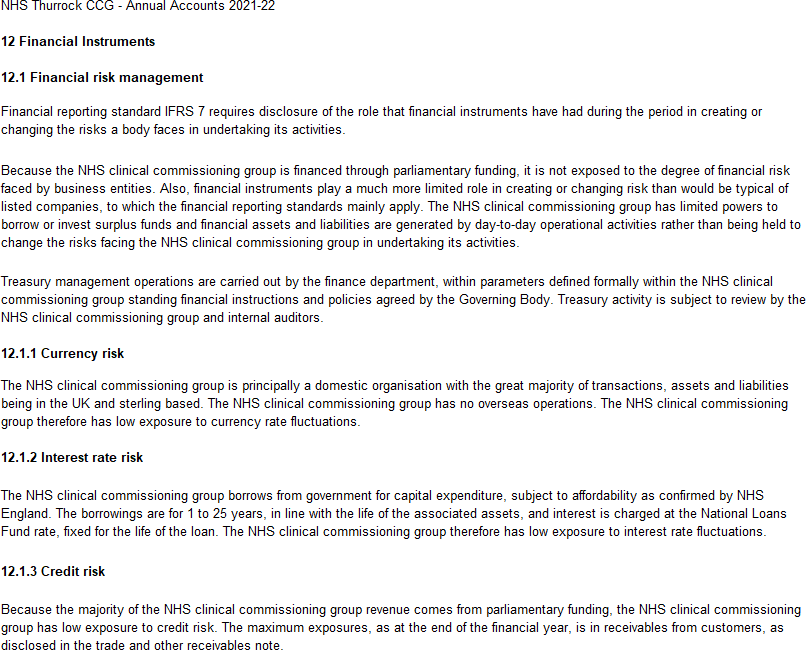 NHS Thurrock CCG - Annual Accounts 2021-22
12 Financial Instruments
12.1 Financial risk management
Financial reporting standard IFRS 7 requires disclosure of the role that financial instruments have had during the period in creating or
changing the risks a body faces in undertaking its activities.
Because the NHS clinical commissioning group is financed through parliamentary funding, it is not exposed to the degree of financial risk
faced by business entities. Also, financial instruments play a much more limited role in creating or changing risk than would be typical of
listed companies, to which the financial reporting standards mainly apply. The NHS clinical commissioning group has limited powers to
borrow or invest surplus funds and financial assets and liabilities are generated by day-to-day operational activities rather than being held to
change the risks facing the NHS clinical commissioning group in undertaking its activities.
Treasury management operations are carried out by the finance department, within parameters defined formally within the NHS clinical
commissioning group standing financial instructions and policies agreed by the Governing Body. Treasury activity is subject to review by the
NHS clinical commissioning group and internal auditors.
12.1.1 Currency risk
The NHS clinical commissioning group is principally a domestic organisation with the great majority of transactions, assets and liabilities
being in the UK and sterling based. The NHS clinical commissioning group has no overseas operations. The NHS clinical commissioning
group therefore has low exposure to currency rate fluctuations.
12.1.2 Interest rate risk
The NHS clinical commissioning group borrows from government for capital expenditure, subject to affordability as confirmed by NHS
England. The borrowings are for 1 to 25 years, in line with the life of the associated assets, and interest is charged at the National Loans
Fund rate, fixed for the life of the loan. The NHS clinical commissioning group therefore has low exposure to interest rate fluctuations.
12.1.3 Credit risk
Because the majority of the NHS clinical commissioning group revenue comes from parliamentary funding, the NHS clinical commissioning
group has low exposure to credit risk. The maximum exposures, as at the end of the financial year, is in receivables from customers, as
disclosed in the trade and other receivables note.